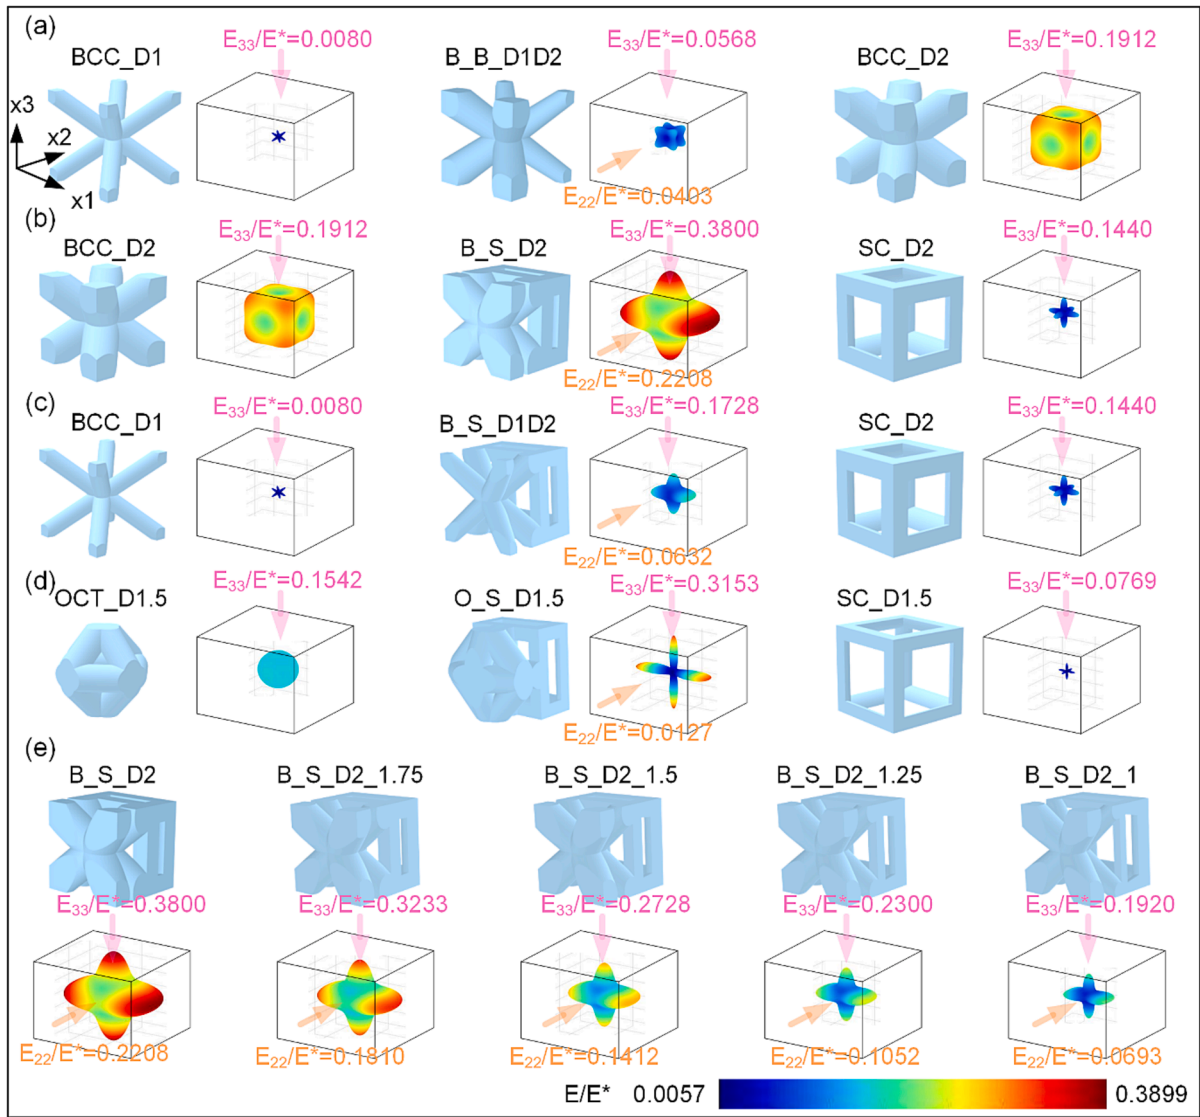 (a)
E33/E*=0.0080
E33/E*=0.0568
E33/E*=0.1912
BCC_D1
B_B_D1D2
BCC_D2
x3
x2
x1
E22/E*=0.0403
(b)
E33/E*=0.1912
E33/E*=0.3800
E33/E*=0.1440
BCC_D2
B_S_D2
SC_D2
E22/E*=0.2208
(c)
E33/E*=0.0080
E33/E*=0.1728
E33/E*=0.1440
BCC_D1
B_S_D1D2
SC_D2
E22/E*=0.0632
(d)
E33/E*=0.1542
E33/E*=0.3153
E33/E*=0.0769
OCT_D1.5
O_S_D1.5
SC_D1.5
E22/E*=0.0127
(e)
B_S_D2
B_S_D2_1.75
B_S_D2_1.5
B_S_D2_1.25
B_S_D2_1
E33/E*=0.3800
E33/E*=0.3233
E33/E*=0.2728
E33/E*=0.2300
E33/E*=0.1920
E22/E*=0.2208
E22/E*=0.1810
E22/E*=0.1412
E22/E*=0.1052
E22/E*=0.0693
E/E* 0.0057 0.3899